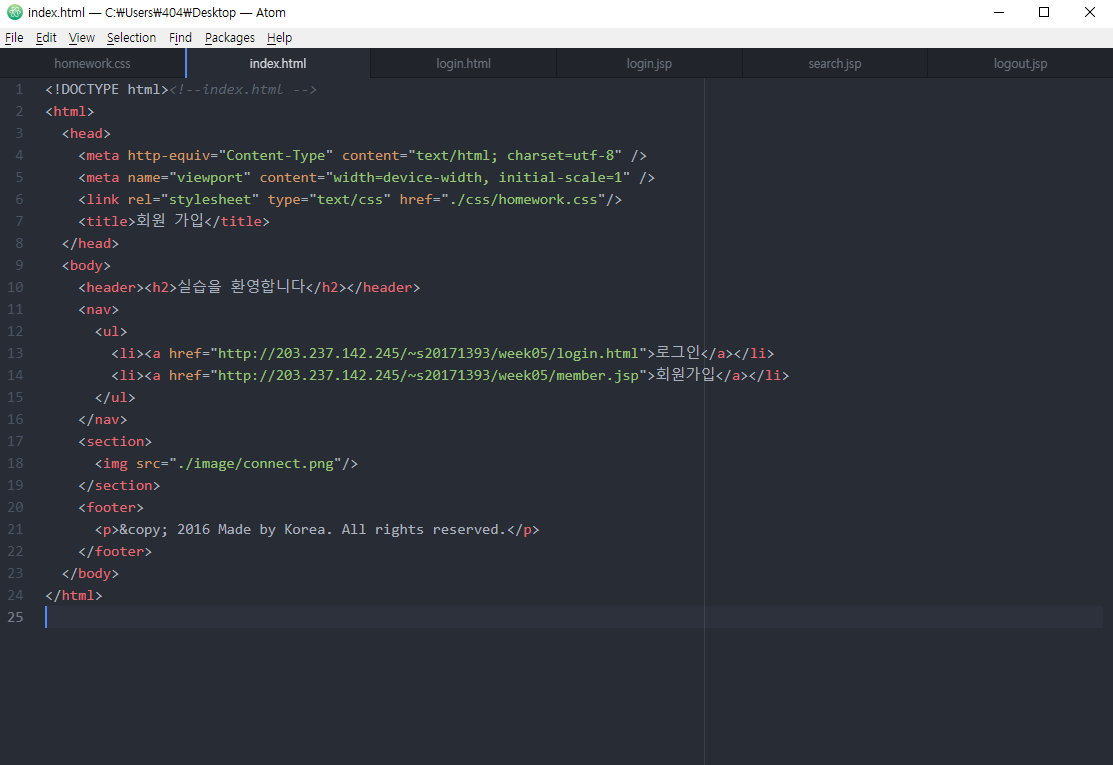 index.html — C:₩Users₩404₩Desktop — Atom
File Edit View Selection Find Packages Help
homework.css index.html login.html login.jsp search.jsp logout.jsp
1 <!DOCTYPE html><!--index.html -->
2 <html>
3 <head>
4 <meta http-equiv="Content-Type" content="text/html; charset=utf-8" />
5 <meta name="viewport" content="width=device-width, initial-scale=1" />
6 <link rel="stylesheet" type="text/css" href="./css/homework.css"/>
7 <title>회원 가입</title>
8 </head>
9 <body>
10 <header><h2>실습을 환영합니다</h2></header>
11 <nav>
12 <ul>
13 <li><a href="http://203.237.142.245/~s20171393/week05/login.html">로그인</a></li>
14 <li><a href="http://203.237.142.245/~s20171393/week05/member.jsp">회원가입</a></li>
15 </ul>
16 </nav>
17 <section>
18 <img src="./image/connect.png"/>
19 </section>
20 <footer>
21 <p>&copy; 2016 Made by Korea. All rights reserved.</p>
22 </footer>
23 </body>
24 </html>
25